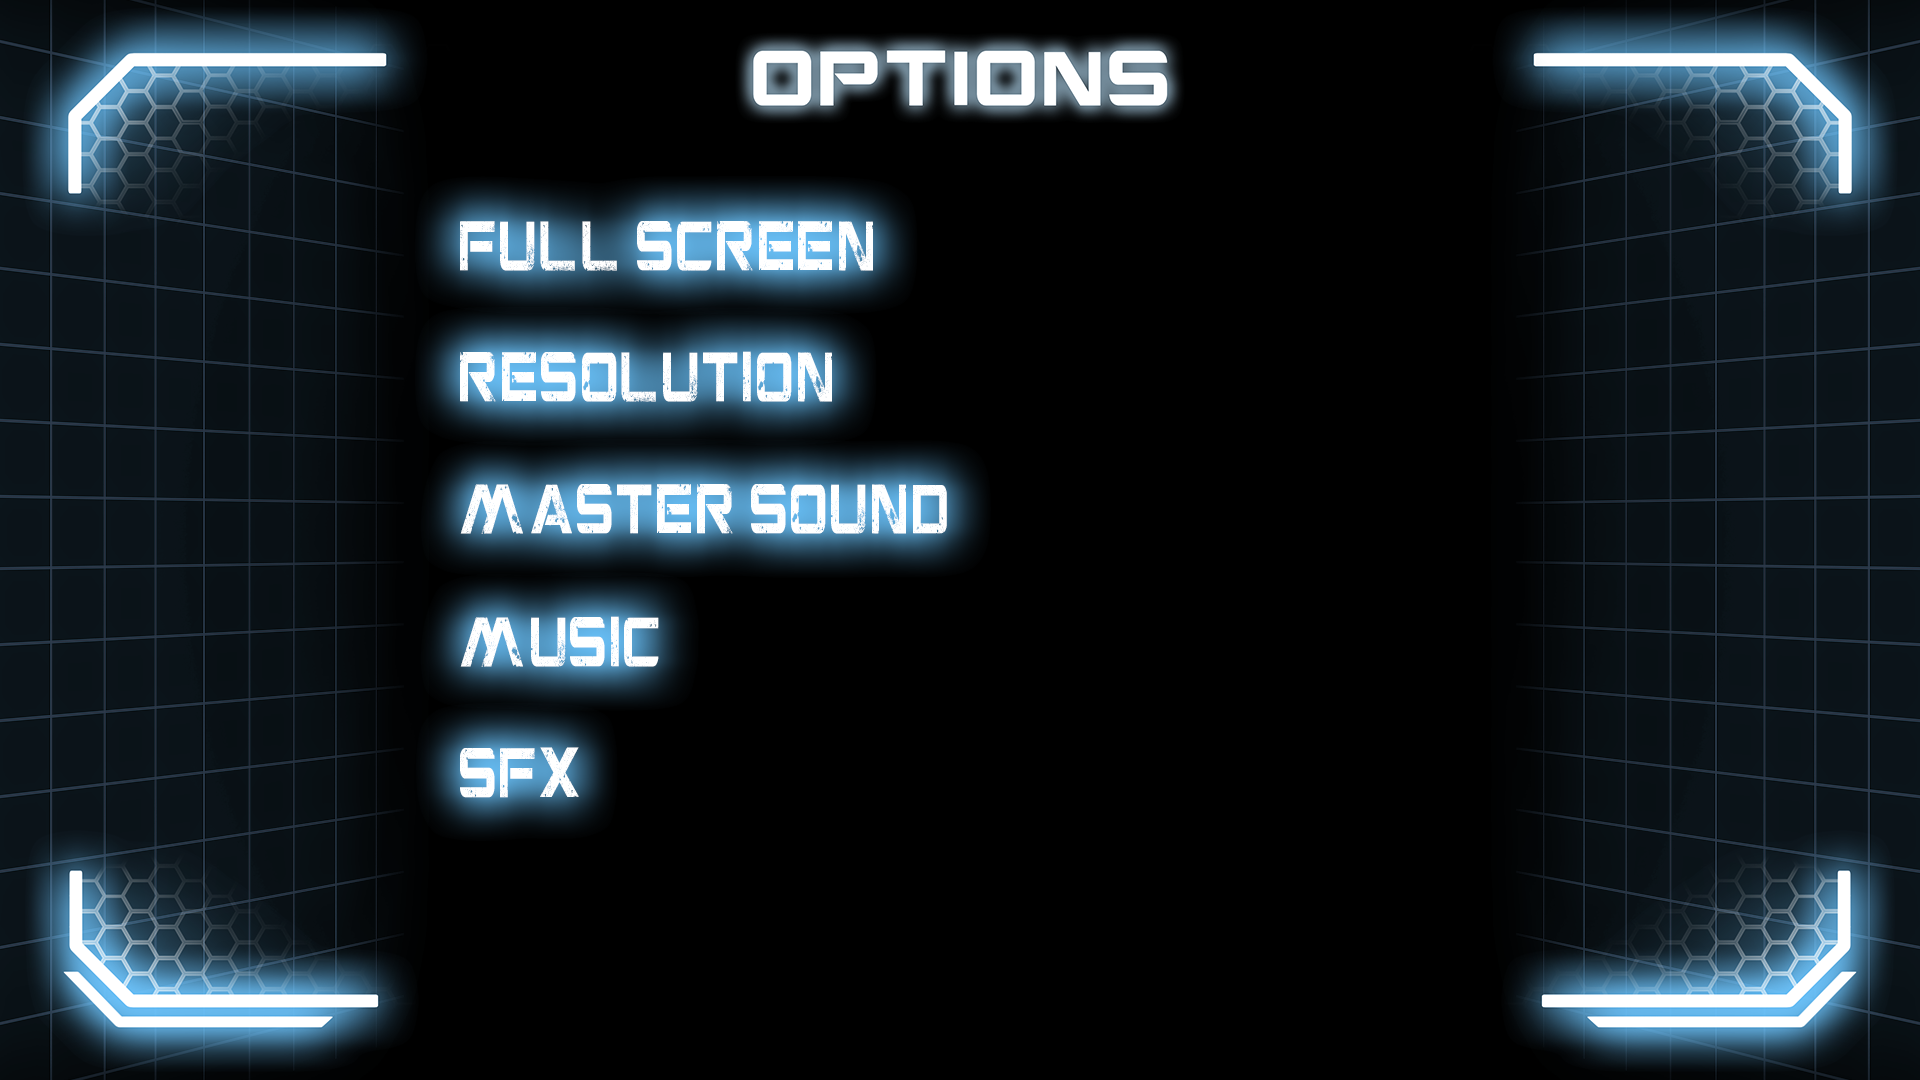 OPTIONS
FULL SCREEN
RESOLUTION
MASTER SOUND
MUSIC
SFX